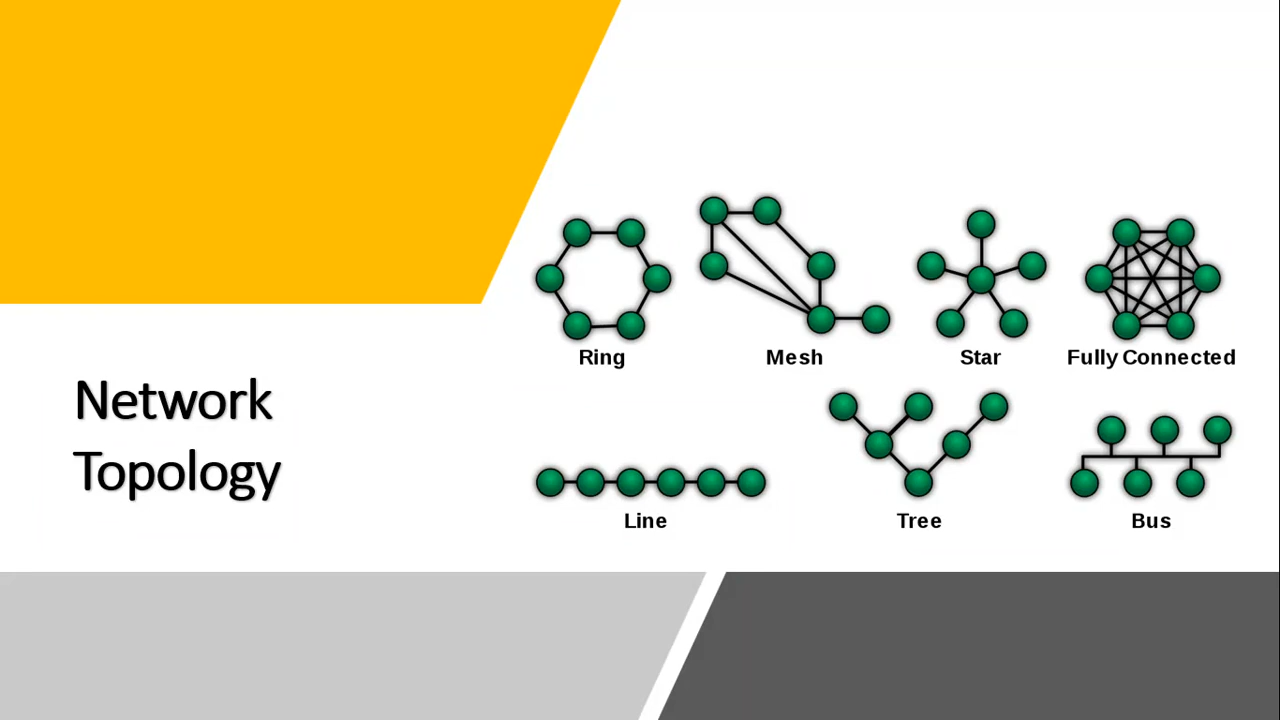 Network
Topology
Ring
Mesh
Star
Fully Connected
Line
Tree
Bus